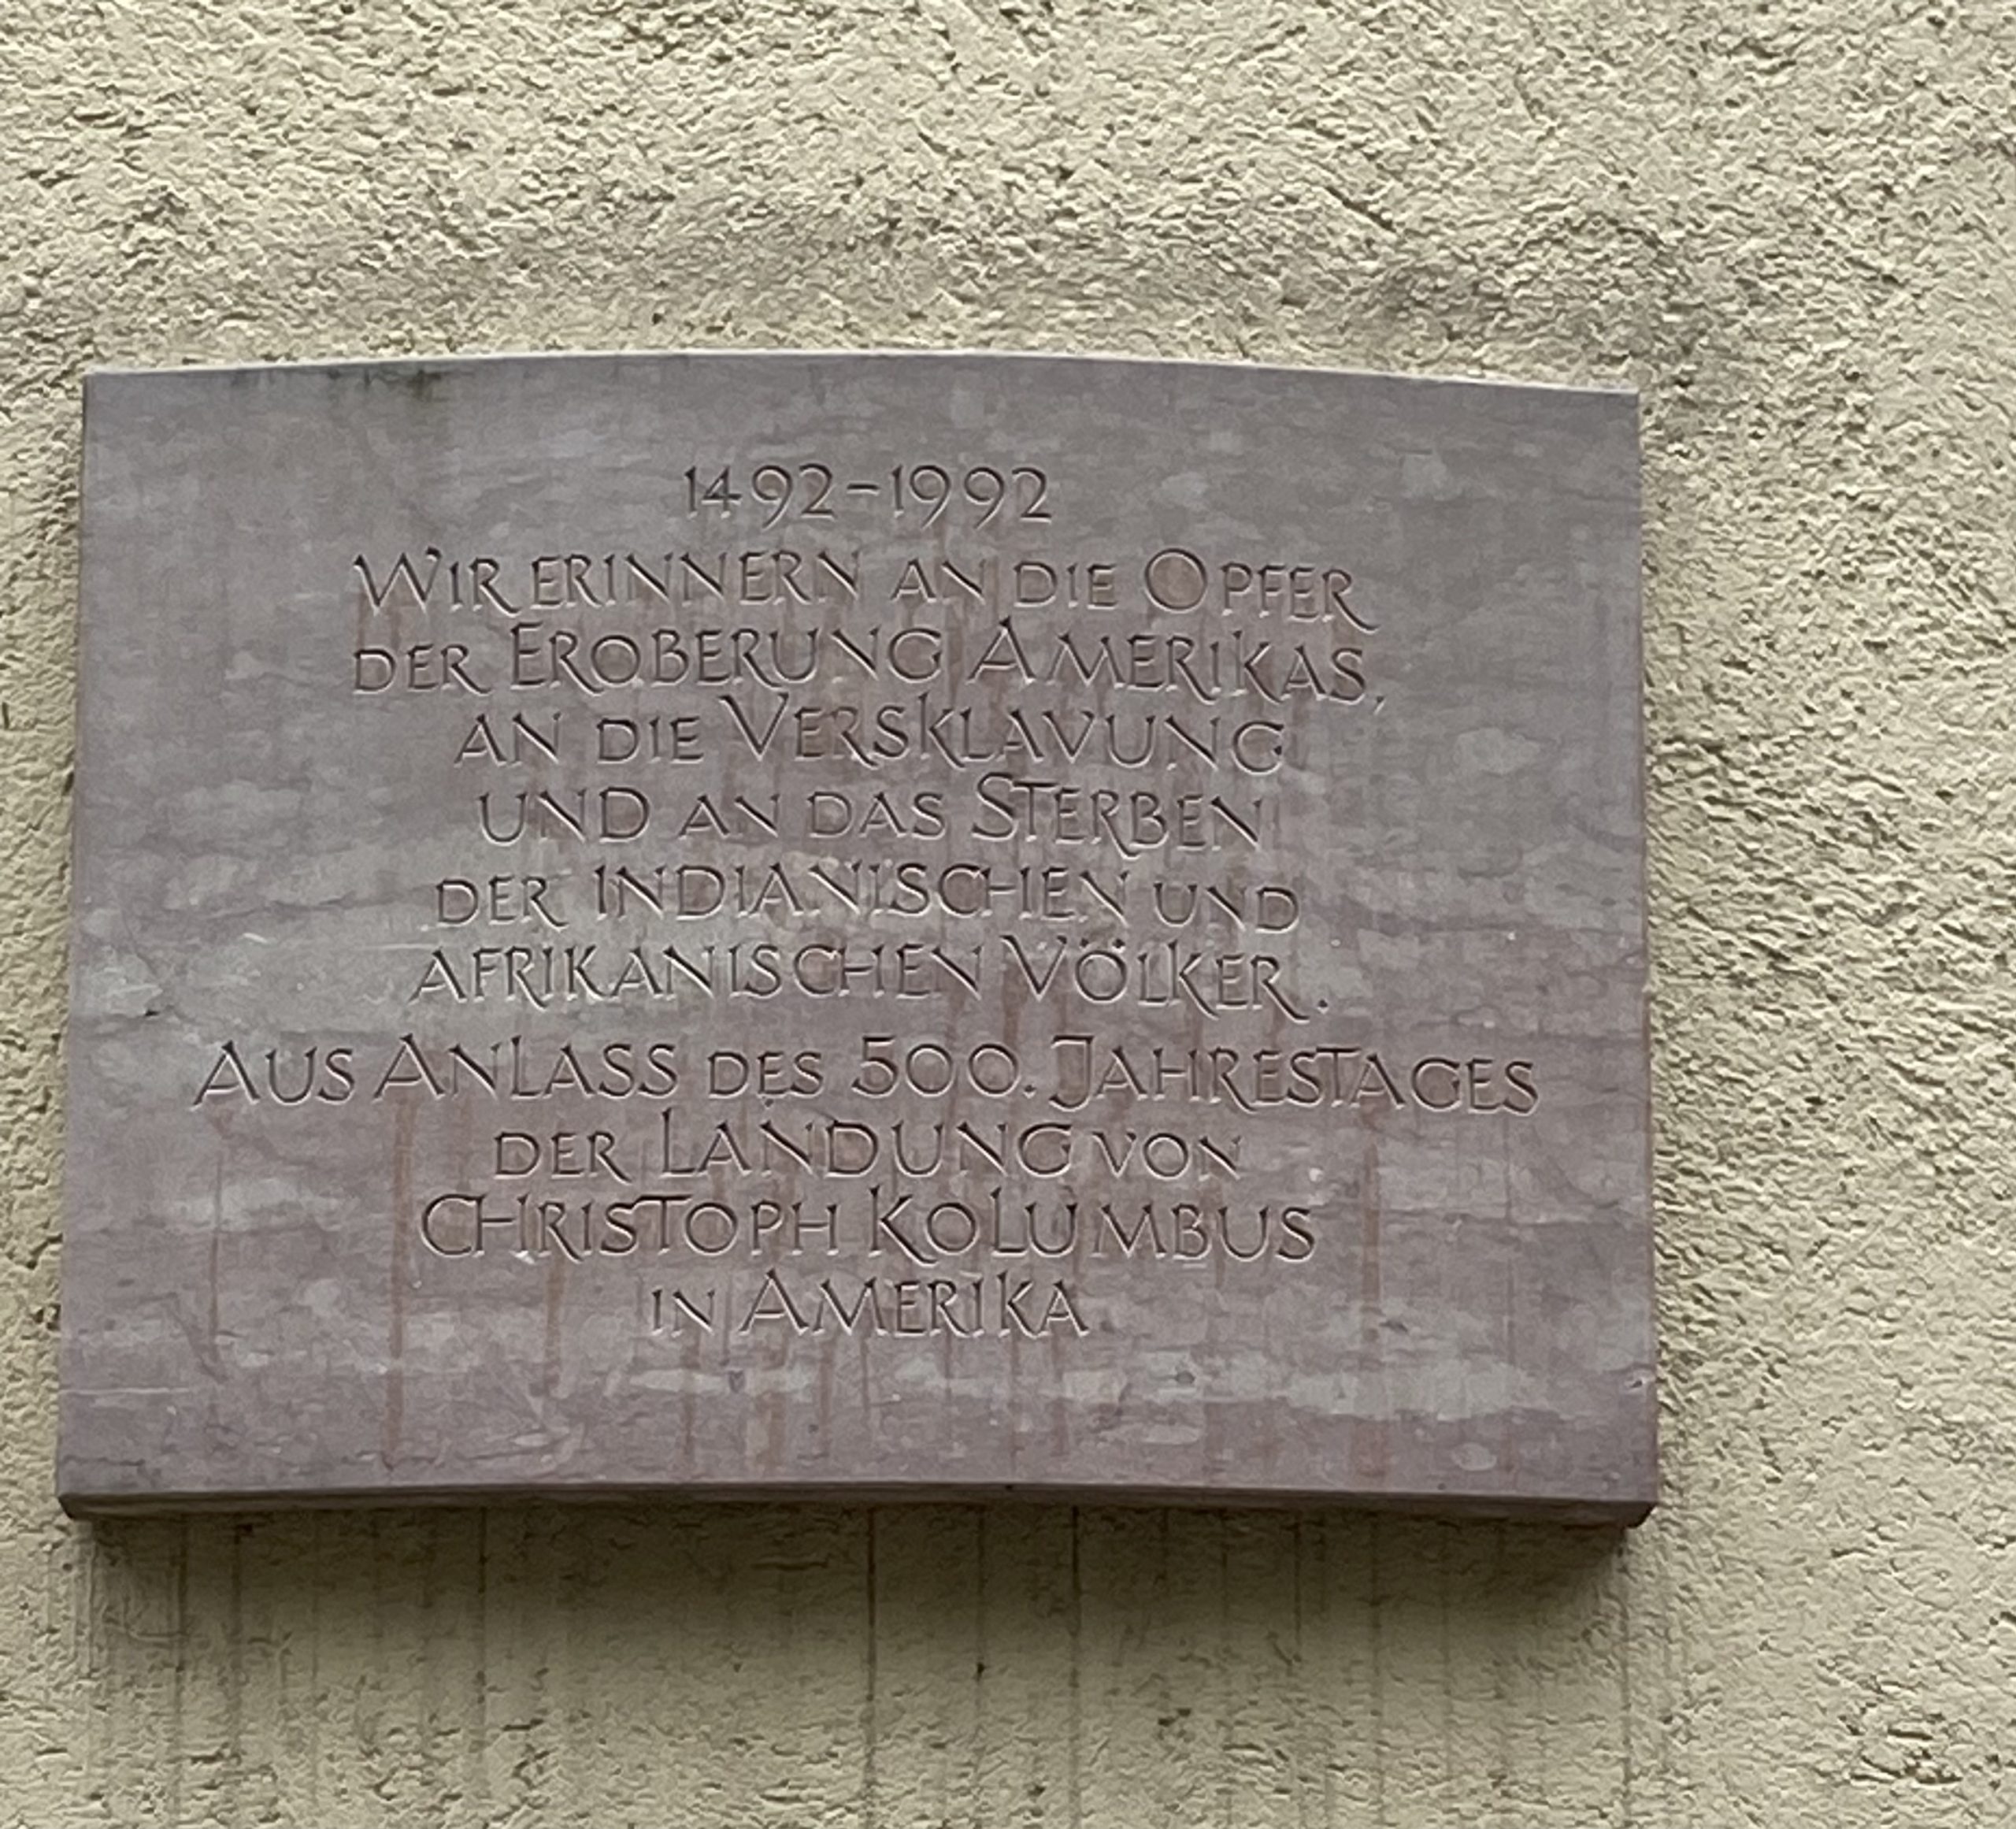 1492-1992
WIR ERINNERN AN DIE OPFER
DER EROBERUNG AMERIKAS,
AN DIE VERSKLAVUNG
UND AN DAS STERBEN
DER INDIANISCHEN UND
AFRIKANISCHEN VÖLKER.
AUS ANLASS DES 500. JAHRESTAGES
DER LANDUNG VON
CHRISTOPH KOLUMBUS
IN AMERIKA